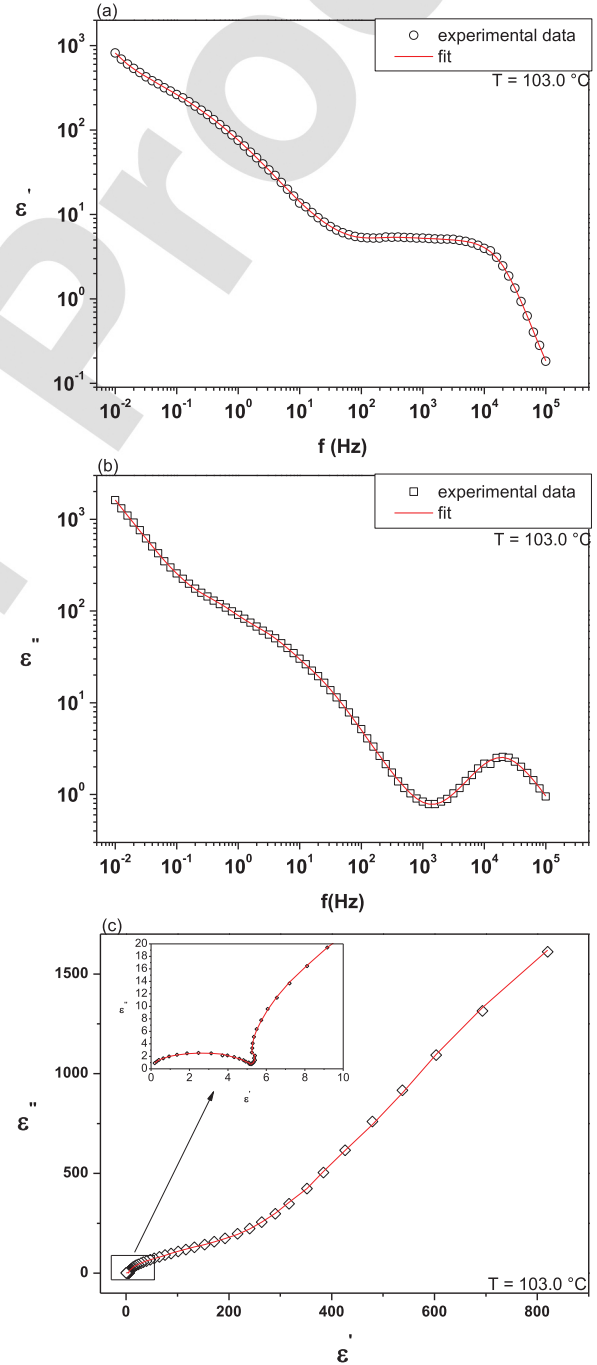 (a)
experimental data
fit
T = 103.0 °C
10³
10²
10¹
10⁰
10⁻¹
ε'
10⁻² 10⁻¹ 10⁰ 10¹ 10² 10³ 10⁴ 10⁵
f (Hz)
(b)
experimental data
fit
T = 103.0 °C
10³
10²
10¹
10⁰
ε"
10⁻² 10⁻¹ 10⁰ 10¹ 10² 10³ 10⁴ 10⁵
f(Hz)
(c)
1500
1000
500
0
ε"
20
18
16
14
12
10
8
6
4
2
0
ε"
0 2 4 6 8 10
ε'
T = 103.0 °C
0 200 400 600 800
ε'